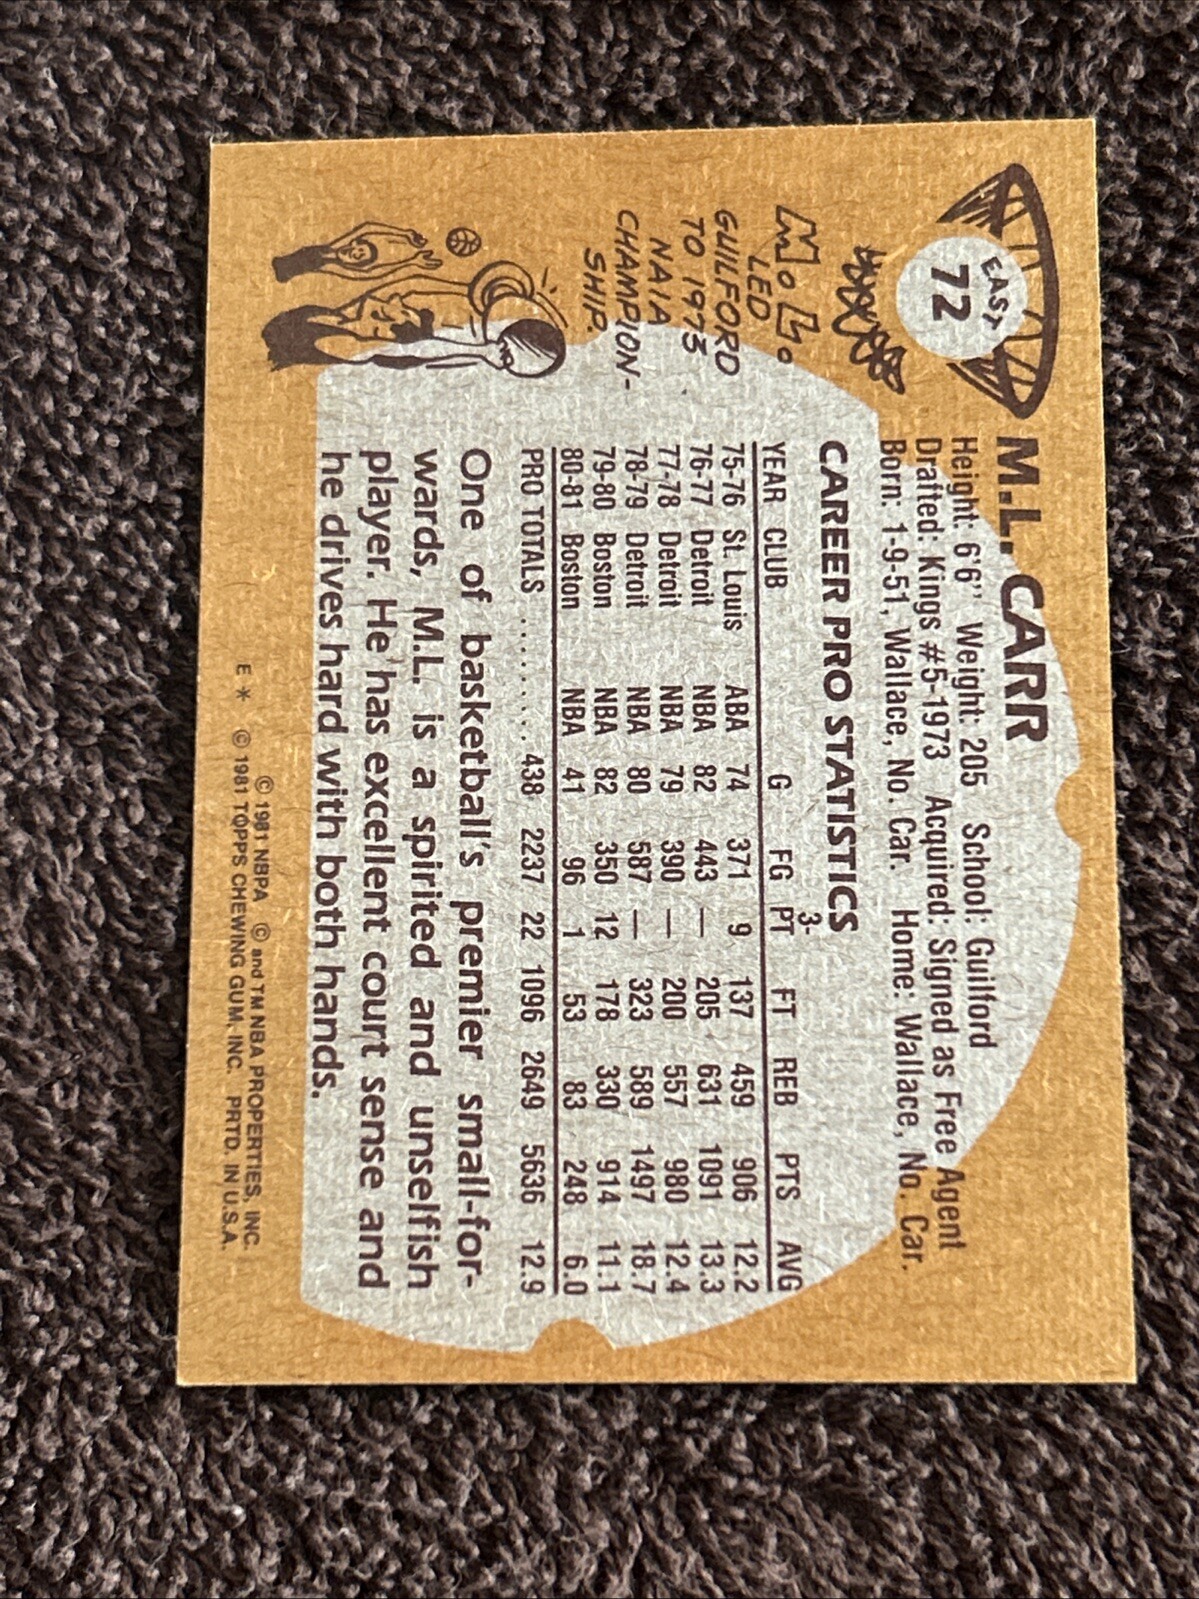 EAST
72
M.L. CARR
Height: 6'6" Weight: 205 School: Guilford
Drafted: Kings #5-1973 Acquired: Signed as Free Agent
Born: 1-9-51, Wallace, No. Car. Home: Wallace, No. Car.
M.L.
LED
GUILFORD
TO 1973
NAIA
CHAMPION-
SHIP.
CAREER PRO STATISTICS
YEAR CLUB G FG 3-PT FT REB PTS AVG
75-76 St. Louis ABA 74 371 9 137 459 906 12.2
76-77 Detroit NBA 82 443 — 205 631 1091 13.3
77-78 Detroit NBA 79 390 — 200 557 980 12.4
78-79 Detroit NBA 80 587 — 323 589 1497 18.7
79-80 Boston NBA 82 350 12 178 330 914 11.1
80-81 Boston NBA 41 96 1 53 83 248 6.0
PRO TOTALS .......... 438 2237 22 1096 2649 5636 12.9
One of basketball's premier small-for-
wards, M.L. is a spirited and unselfish
player. He has excellent court sense and
he drives hard with both hands.
© 1981 NBPA © and TM NBA PROPERTIES, INC.
E * © 1981 TOPPS CHEWING GUM, INC. PRTD. IN U.S.A.